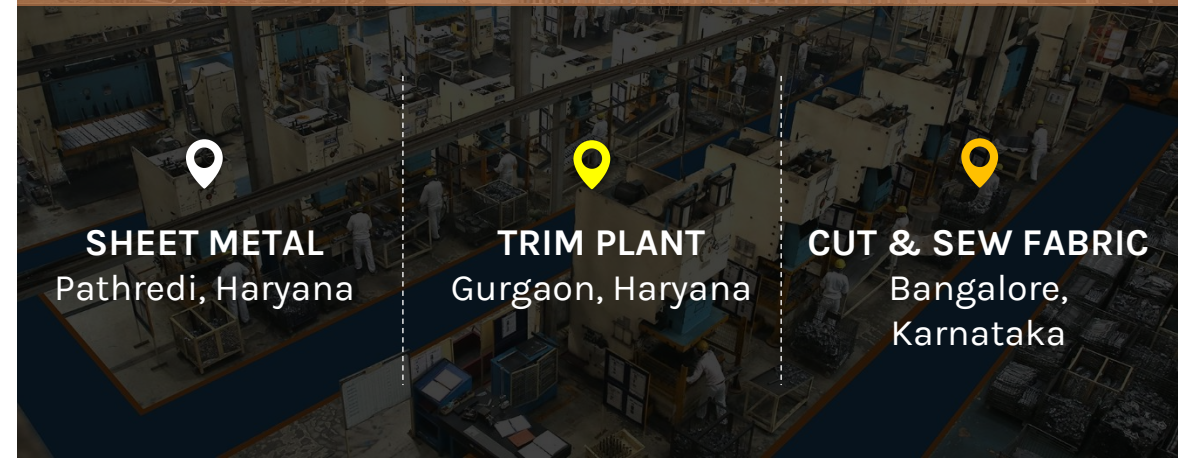 SHEET METAL
Pathredi, Haryana
TRIM PLANT
Gurgaon, Haryana
CUT & SEW FABRIC
Bangalore,
Karnataka